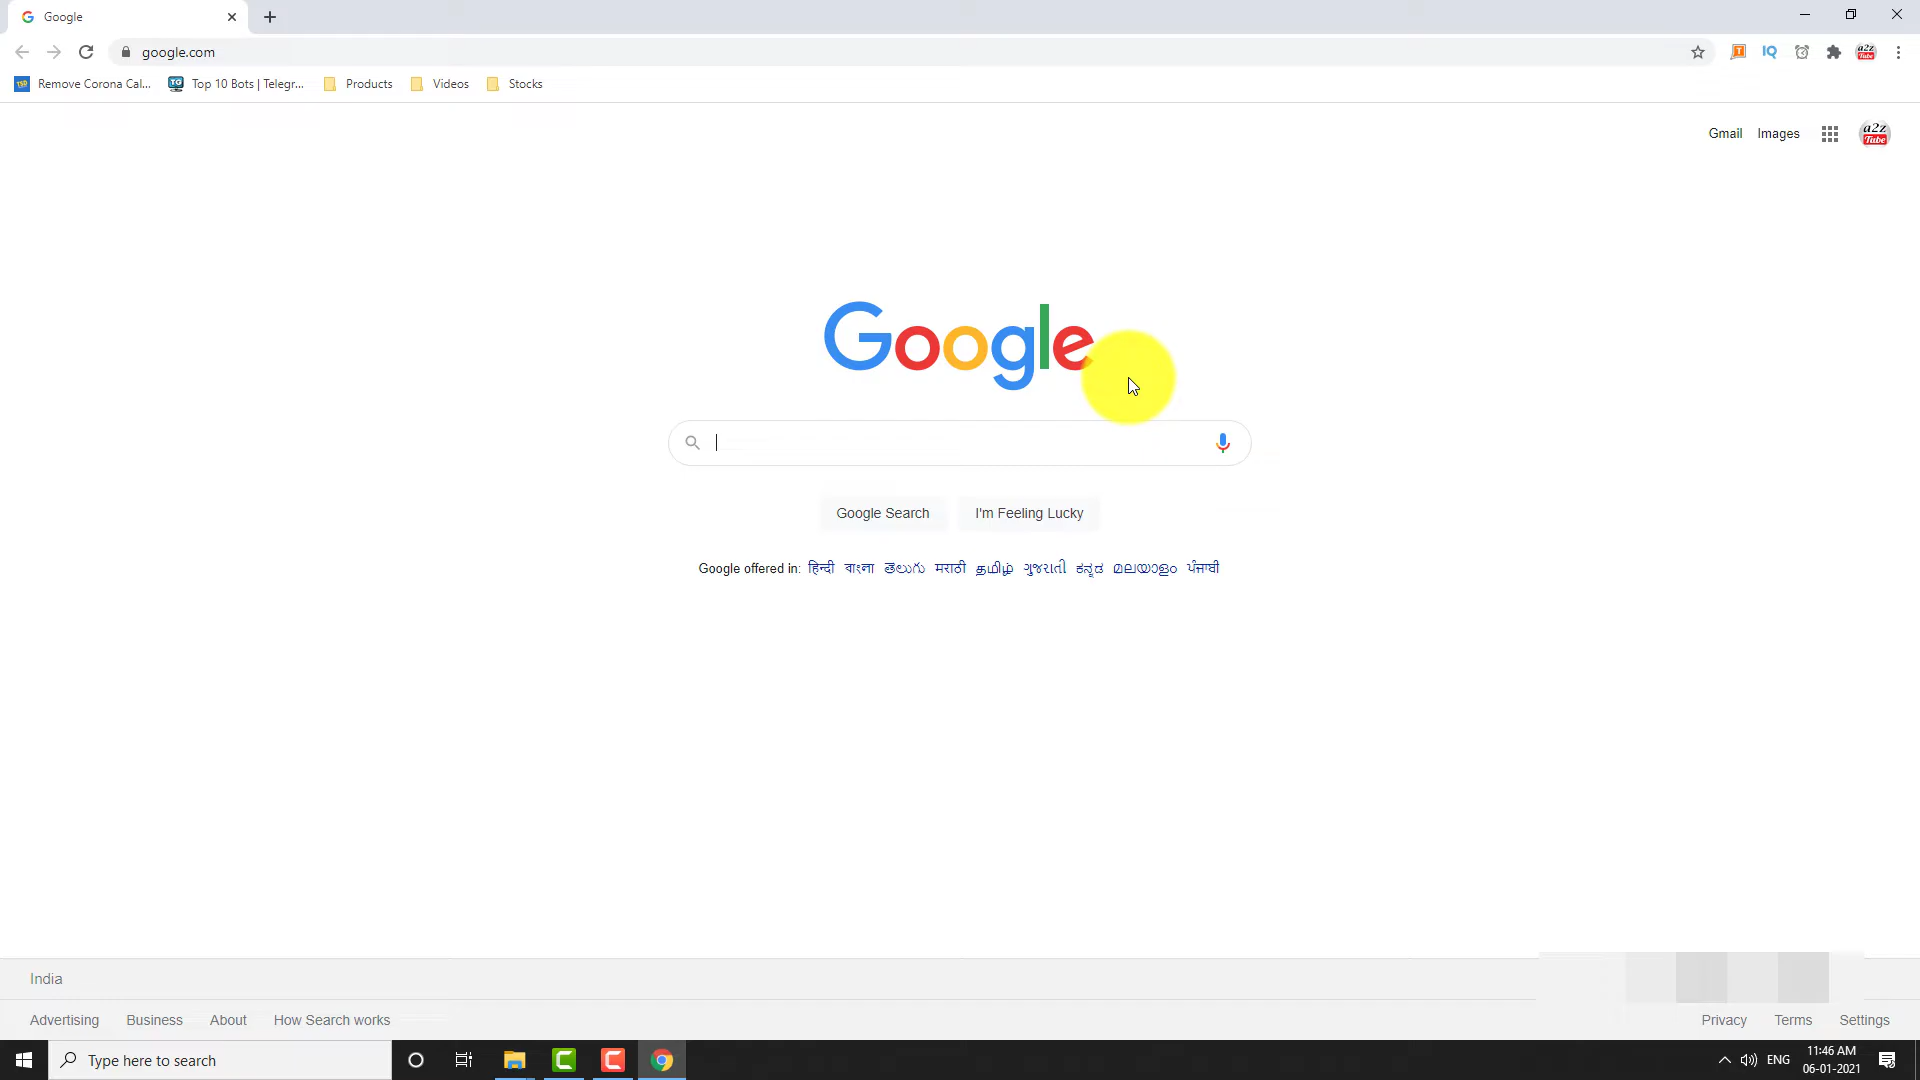 Google
google.com
Remove Corona Cal... Top 10 Bots | Telegr... Products Videos Stocks
Gmail Images a2z Tube
Google
Google Search I'm Feeling Lucky
Google offered in: हिन्दी বাংলা తెలుగు मराठी தமிழ் ગુજરાતી ಕನ್ನಡ മലയാളം ਪੰਜਾਬੀ
India
Advertising Business About How Search works Privacy Terms Settings
Type here to search ENG 11:46 AM
06-01-2021